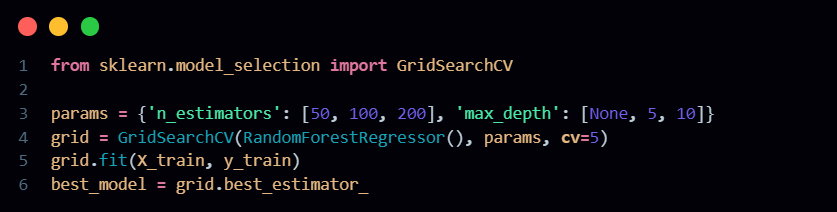 1 from sklearn.model_selection import GridSearchCV
2
3 params = {'n_estimators': [50, 100, 200], 'max_depth': [None, 5, 10]}
4 grid = GridSearchCV(RandomForestRegressor(), params, cv=5)
5 grid.fit(X_train, y_train)
6 best_model = grid.best_estimator_